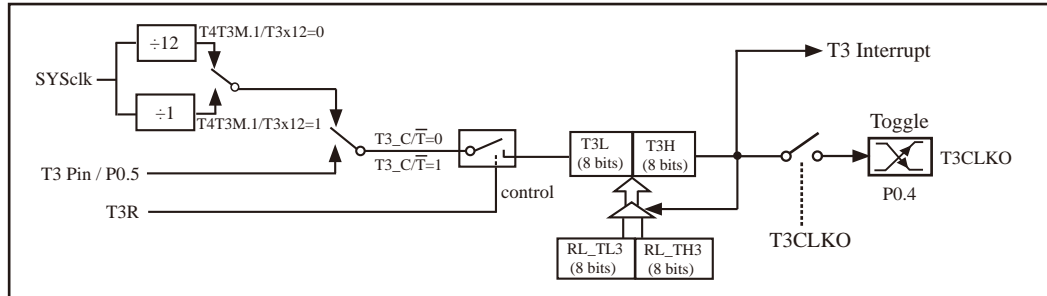 T4T3M.1/T3x12=0
÷12
SYSclk
÷1
T4T3M.1/T3x12=1
T3_C/T̅=0
T3_C/T̅=1
T3 Pin / P0.5
T3R
control
T3L
(8 bits)
T3H
(8 bits)
RL_TL3
(8 bits)
RL_TH3
(8 bits)
T3 Interrupt
Toggle
T3CLKO
P0.4
T3CLKO